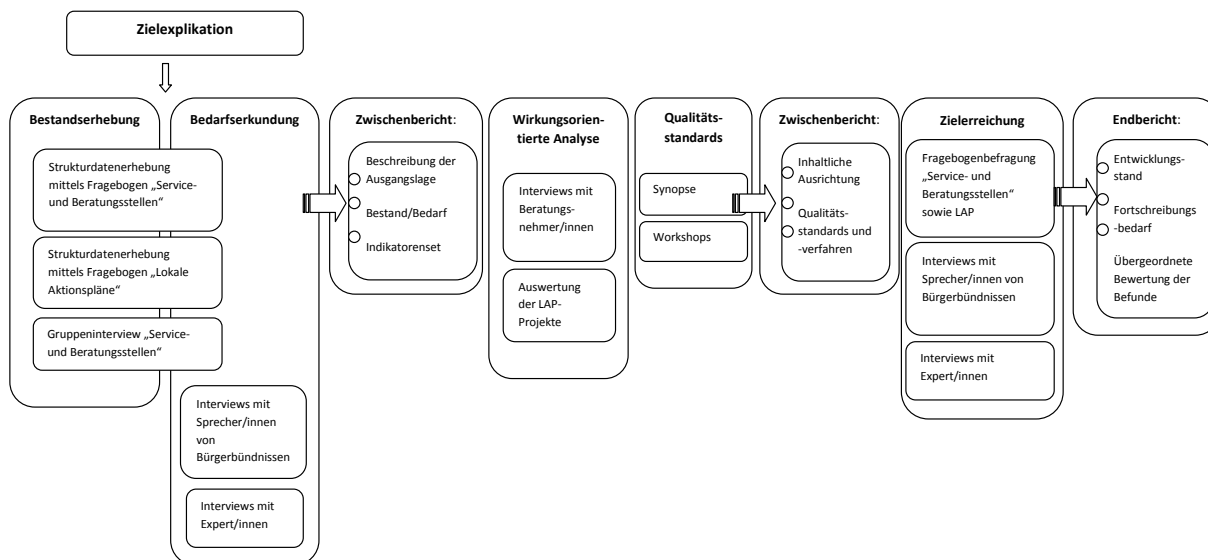 Zielexplikation
Bestandserhebung
Strukturdatenerhebung
mittels Fragebogen „Service-
und Beratungsstellen“
Strukturdatenerhebung
mittels Fragebogen „Lokale
Aktionspläne“
Gruppeninterview „Service-
und Beratungsstellen“
Bedarfserkundung
Interviews mit
Sprecher/innen
von
Bürgerbündnissen
Interviews mit
Expert/innen
Zwischenbericht:
Beschreibung der
Ausgangslage
Bestand/Bedarf
Indikatorenset
Wirkungsorien-
tierte Analyse
Interviews mit
Beratungs-
nehmer/innen
Auswertung
der LAP-
Projekte
Qualitäts-
standards
Synopse
Workshops
Zwischenbericht:
Inhaltliche
Ausrichtung
Qualitäts-
standards und
-verfahren
Zielerreichung
Fragebogenbefragung
„Service- und
Beratungsstellen“
sowie LAP
Interviews mit
Sprecher/innen von
Bürgerbündnissen
Interviews mit
Expert/innen
Endbericht:
Entwicklungs-
stand
Fortschreibungs
-bedarf
Übergeordnete
Bewertung der
Befunde